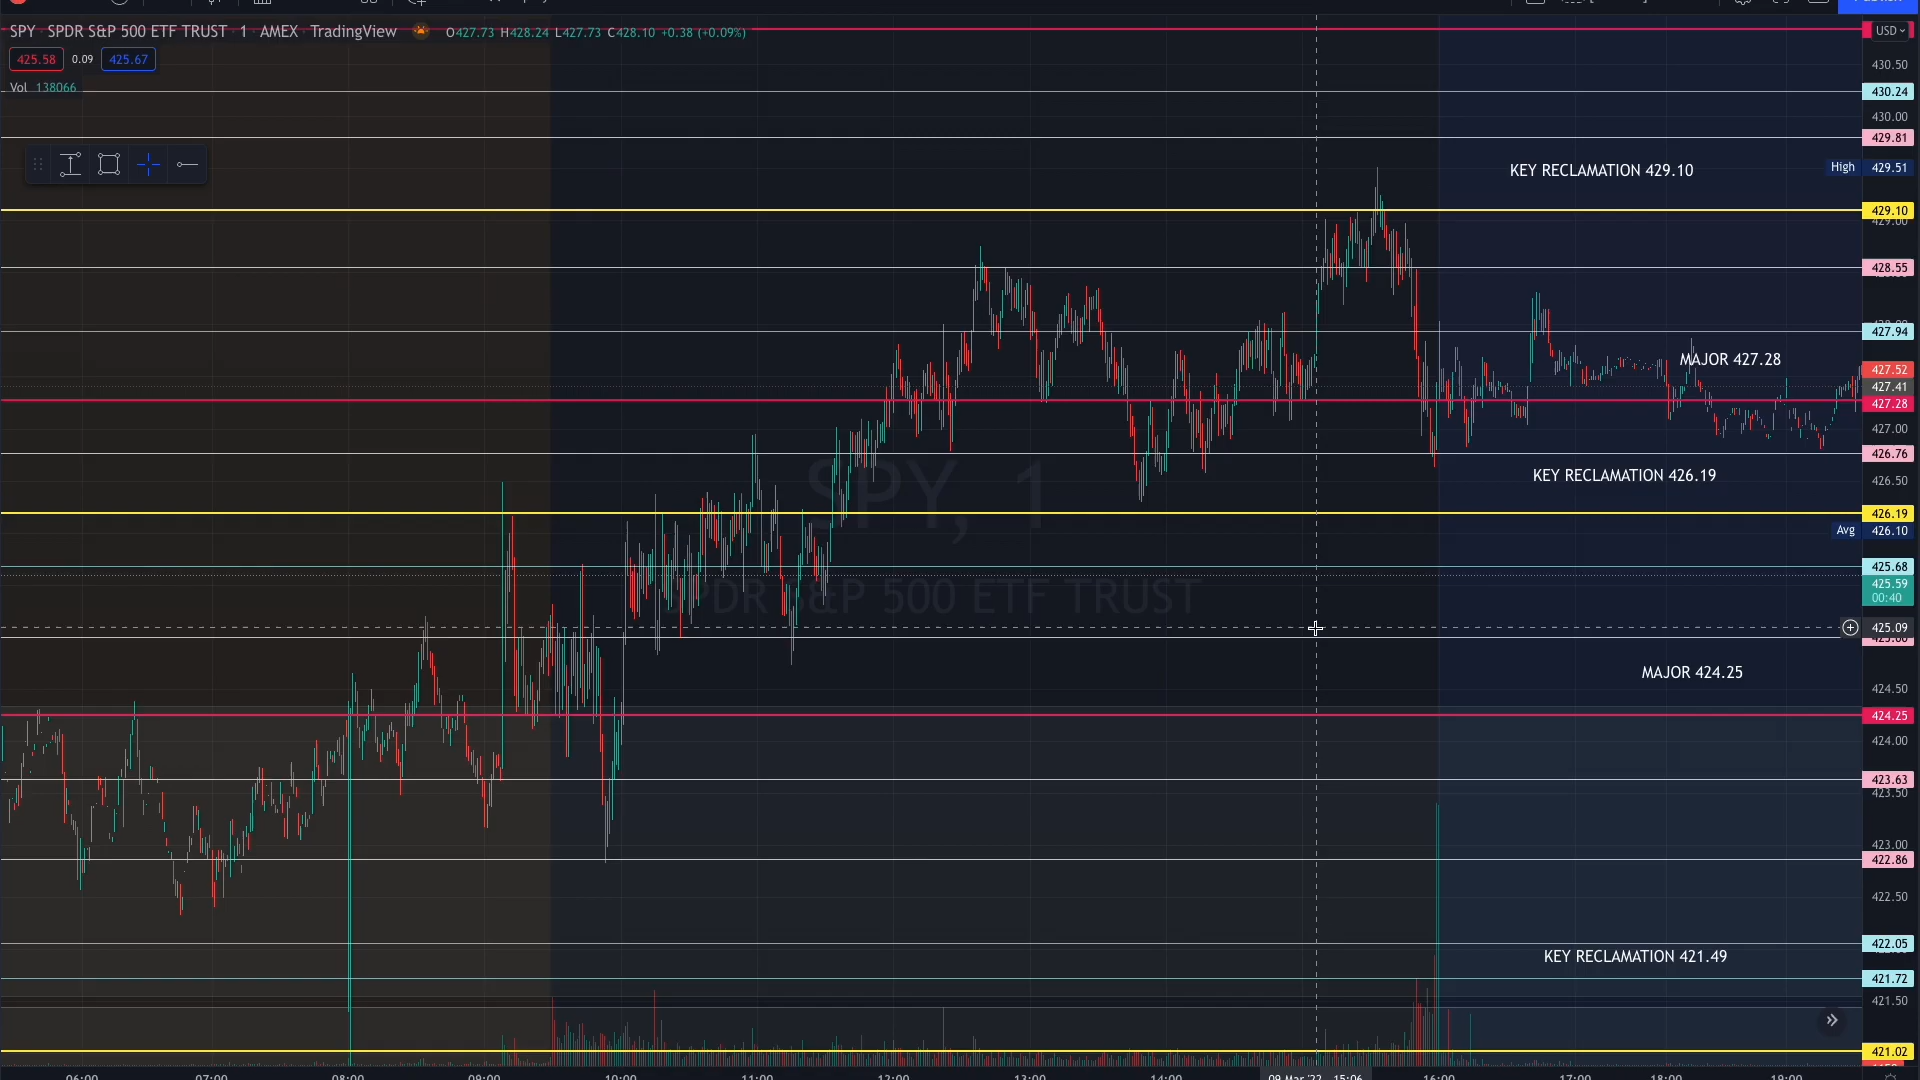 SPY · SPDR S&P 500 ETF TRUST · 1 · AMEX · TradingView O427.73 H428.24 L427.73 C428.10 +0.38 (+0.09%)
USD
425.58 0.09 425.67
430.50
Vol 138066
430.24
430.00
429.81
High 429.51
KEY RECLAMATION 429.10
429.10
429.00
428.55
427.94
MAJOR 427.28
427.52
427.41
427.28
427.00
426.76
KEY RECLAMATION 426.19
426.50
SPY, 1
426.19
Avg 426.10
425.68
425.59
00:40
SPDR S&P 500 ETF TRUST
425.09
MAJOR 424.25
424.50
424.25
424.00
423.63
423.50
423.00
422.86
422.50
422.05
KEY RECLAMATION 421.49
421.72
421.50
421.02
06:00 07:00 08:00 09:00 10:00 11:00 12:00 13:00 14:00 09 Mar '22 15:06 16:00 17:00 18:00 19:00